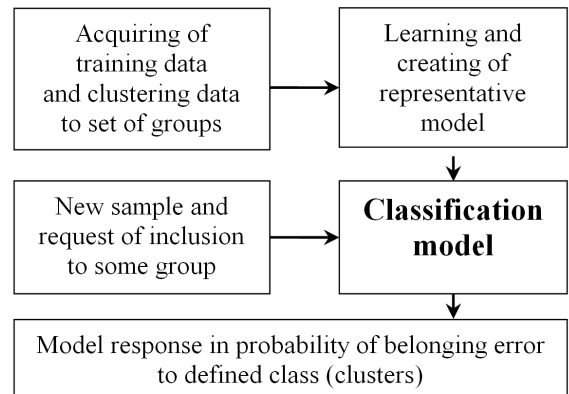 Acquiring of
training data
and clustering data
to set of groups
Learning and
creating of
representative
model
New sample and
request of inclusion
to some group
Classification
model
Model response in probability of belonging error
to defined class (clusters)